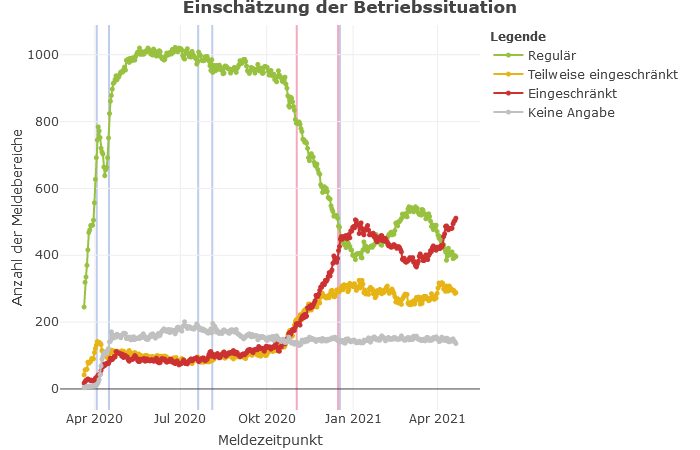 Einschätzung der Betriebssituation
Legende
Regulär
Teilweise eingeschränkt
Eingeschränkt
Keine Angabe
Anzahl der Meldebereiche
1000
800
600
400
200
0
Apr 2020
Jul 2020
Okt 2020
Jan 2021
Apr 2021
Meldezeitpunkt